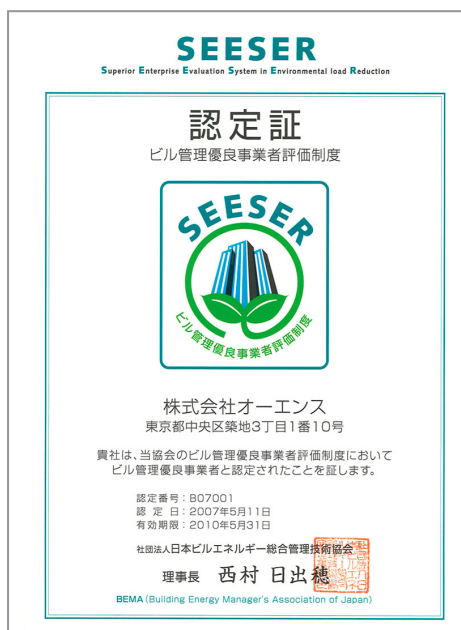 SEESER
Superior Enterprise Evaluation System in Environmental load Reduction
認定証
ビル管理優良事業者評価制度
SEESER
ビル管理優良事業者評価制度
株式会社オーエンス
東京都中央区築地3丁目1番10号
貴社は、当協会のビル管理優良事業者評価制度において
ビル管理優良事業者と認定されたことを証します。
認定番号：B07001
認 定 日：2007年5月11日
有効期限：2010年5月31日
社団法人日本ビルエネルギー総合管理技術協会
理事長 西村 日出穂
BEMA (Building Energy Manager's Association of Japan)